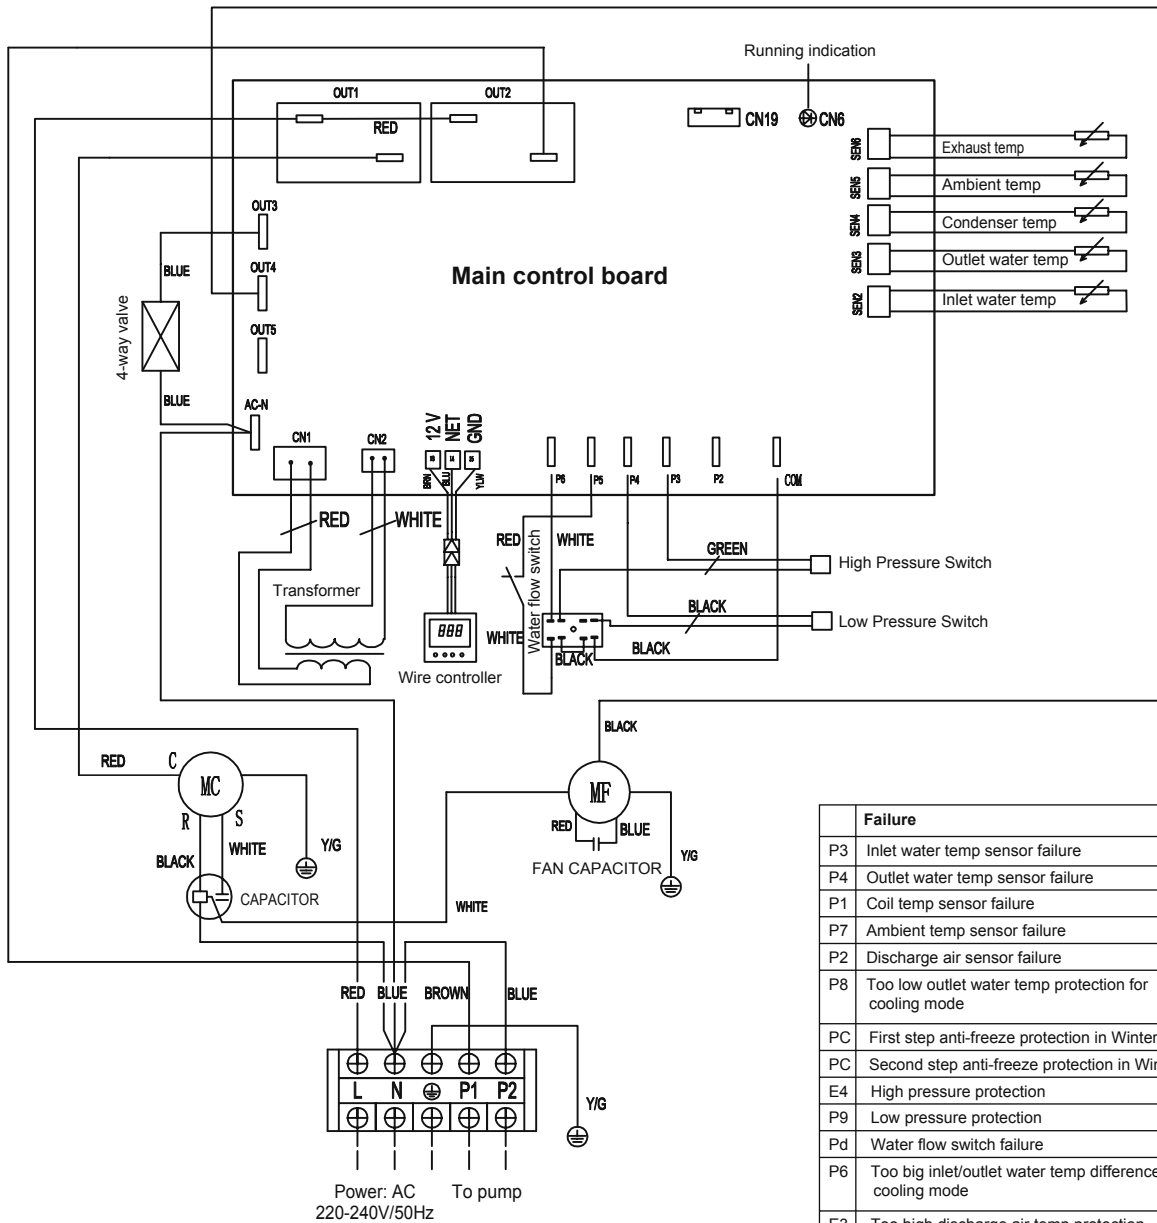 Running indication
OUT1
OUT2
RED
CN19
CN6
SEN6
Exhaust temp
SEN5
Ambient temp
SEN4
Condenser temp
SEN3
Outlet water temp
SEN2
Inlet water temp
OUT3
BLUE
OUT4
Main control board
4-way valve
OUT5
BLUE
AC-N
CN1
CN2
12 V
NET
GND
BRN
BLU
YLW
P6
P5
P4
P3
P2
COM
RED
WHITE
RED
WHITE
Water flow switch
GREEN
High Pressure Switch
Transformer
BLACK
Low Pressure Switch
888
WHITE
BLACK
BLACK
Wire controller
BLACK
RED
C
MC
R
S
BLACK
WHITE
Y/G
CAPACITOR
MF
RED
BLUE
Y/G
FAN CAPACITOR
WHITE
RED
BLUE
BROWN
BLUE
L
N
P1
P2
Y/G
Power: AC
220-240V/50Hz
To pump
Failure
P3 Inlet water temp sensor failure
P4 Outlet water temp sensor failure
P1 Coil temp sensor failure
P7 Ambient temp sensor failure
P2 Discharge air sensor failure
P8 Too low outlet water temp protection for
cooling mode
PC First step anti-freeze protection in Winter
PC Second step anti-freeze protection in Win
E4 High pressure protection
P9 Low pressure protection
Pd Water flow switch failure
P6 Too big inlet/outlet water temp difference
cooling mode
E3 Too high discharge air temp protection